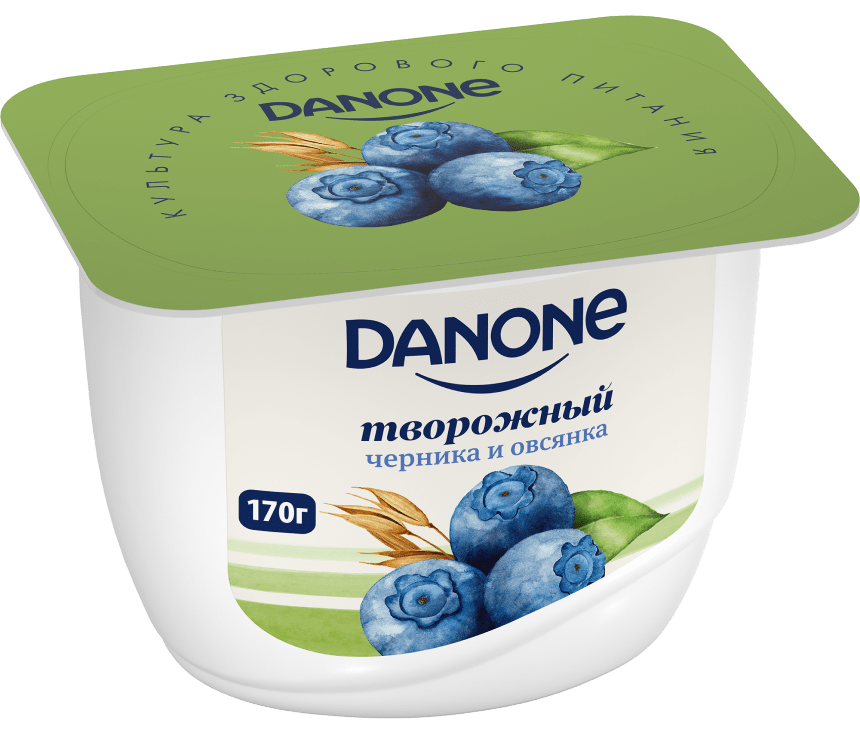 КУЛЬТУРА ЗДОРОВОГО ПИТАНИЯ
DANONE
DANONE
творожный
черника и овсянка
170г